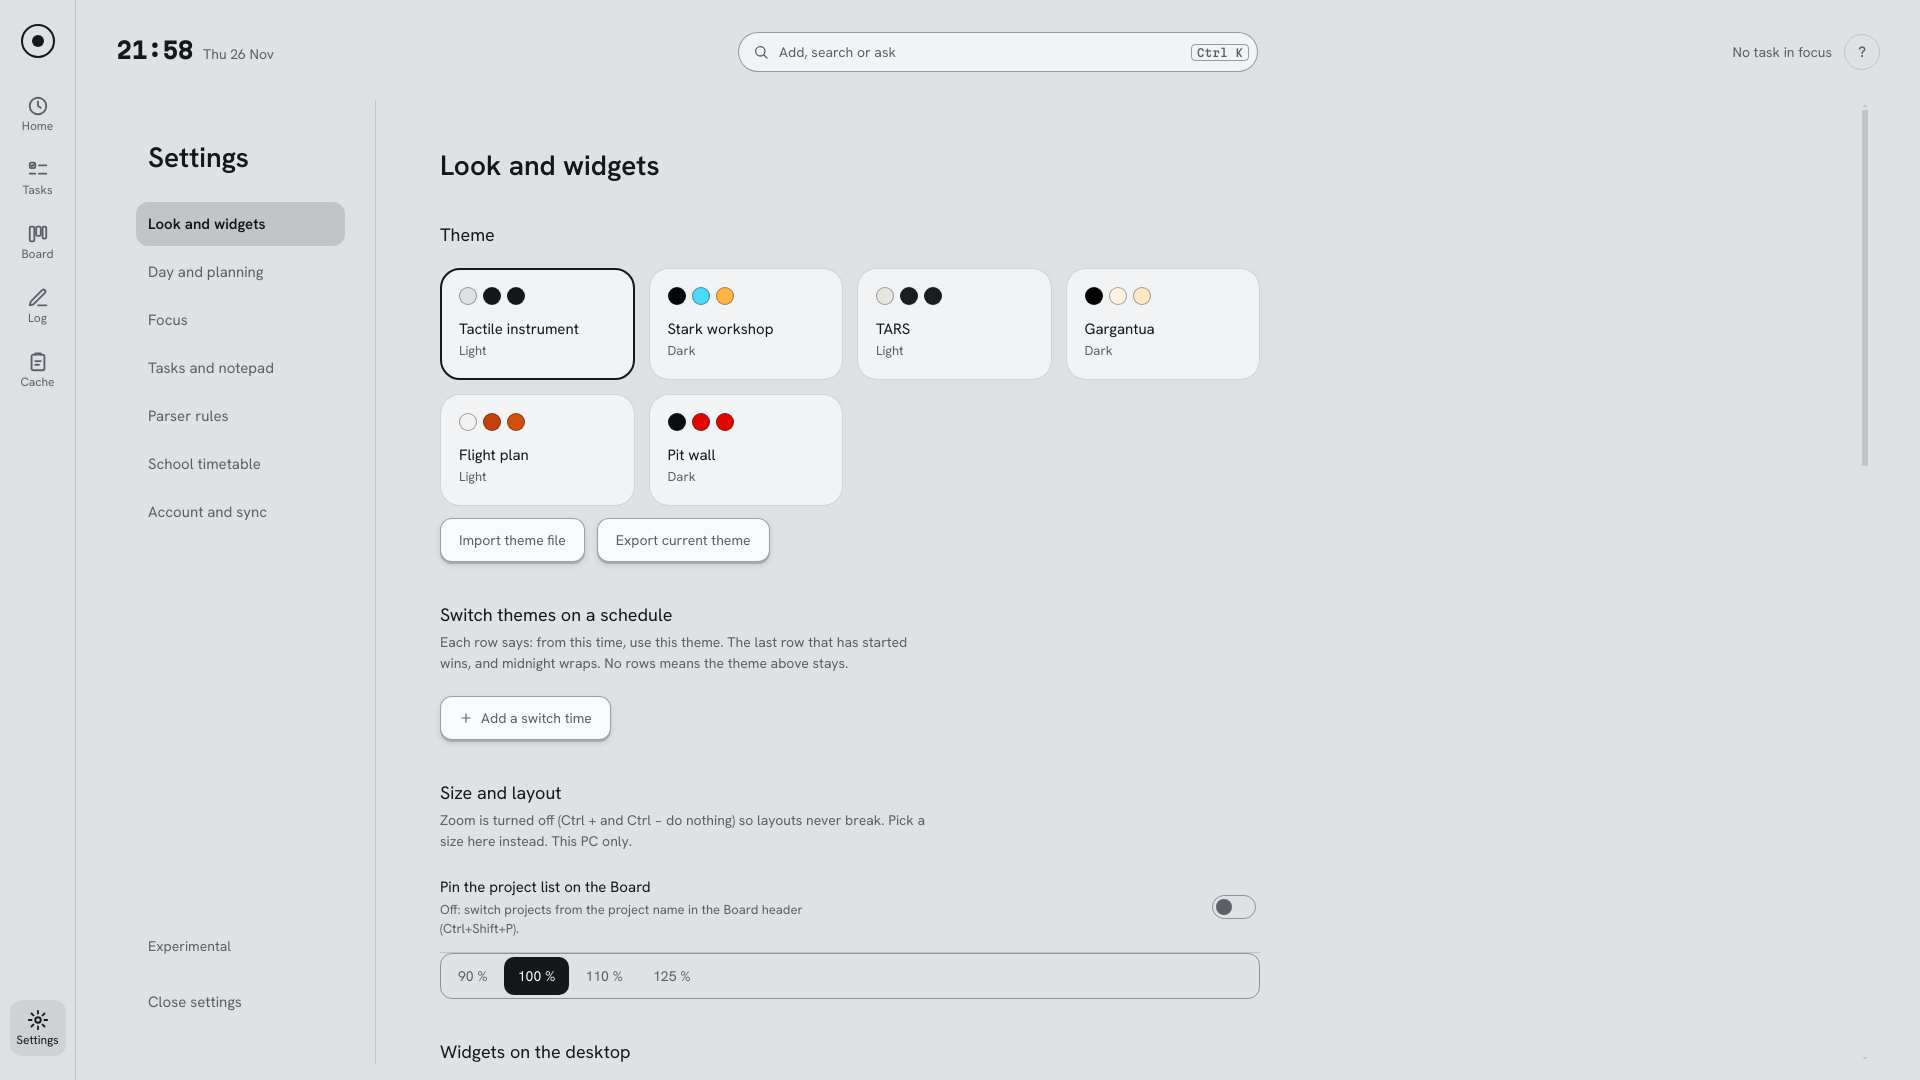 21:58 Thu 26 Nov
Add, search or ask
Ctrl K
No task in focus
?
Home
Tasks
Board
Log
Cache
Settings
Settings
Look and widgets
Day and planning
Focus
Tasks and notepad
Parser rules
School timetable
Account and sync
Experimental
Close settings
Look and widgets
Theme
Tactile instrument
Light
Stark workshop
Dark
TARS
Light
Gargantua
Dark
Flight plan
Light
Pit wall
Dark
Import theme file
Export current theme
Switch themes on a schedule
Each row says: from this time, use this theme. The last row that has started
wins, and midnight wraps. No rows means the theme above stays.
+ Add a switch time
Size and layout
Zoom is turned off (Ctrl + and Ctrl − do nothing) so layouts never break. Pick a
size here instead. This PC only.
Pin the project list on the Board
Off: switch projects from the project name in the Board header
(Ctrl+Shift+P).
90 % 100 % 110 % 125 %
Widgets on the desktop